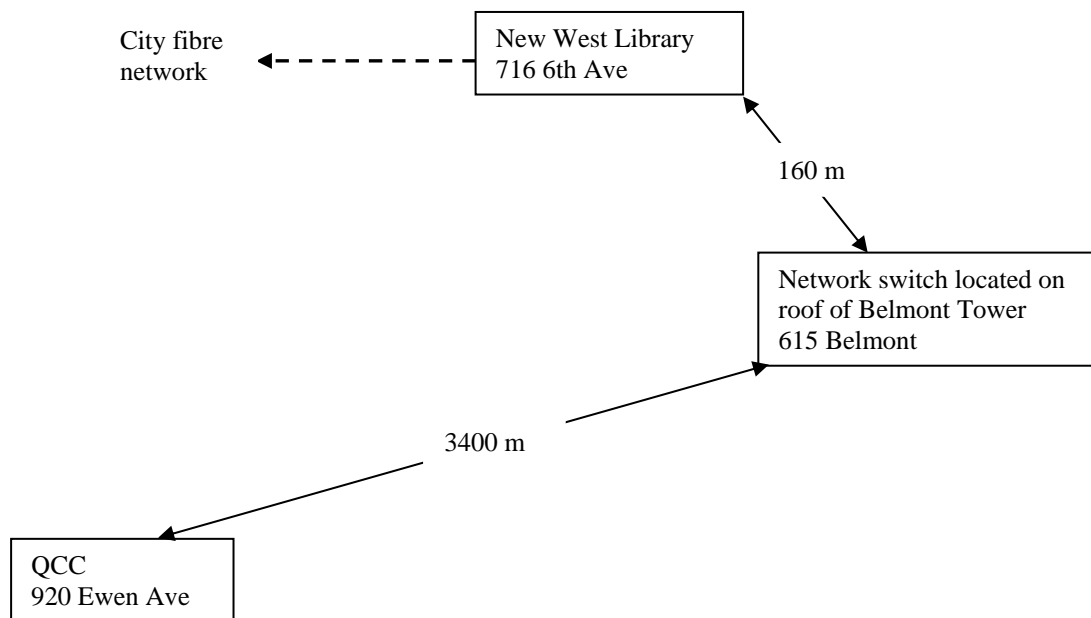 City fibre
network
New West Library
716 6th Ave
160 m
Network switch located on
roof of Belmont Tower
615 Belmont
3400 m
QCC
920 Ewen Ave